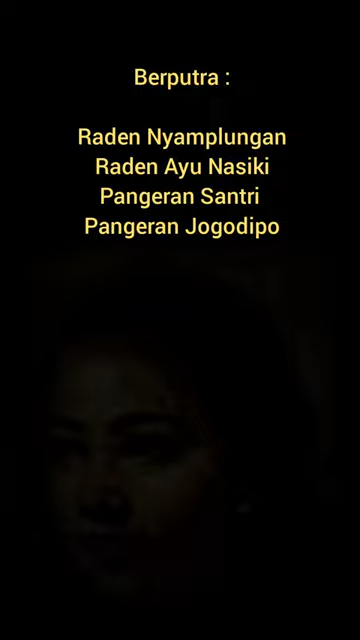 Berputra :
Raden Nyamplungan
Raden Ayu Nasiki
Pangeran Santri
Pangeran Jogodipo